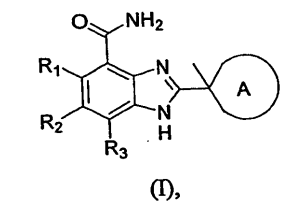 O NH₂
R₁ N
A
R₂ N
H
R₃
(I),